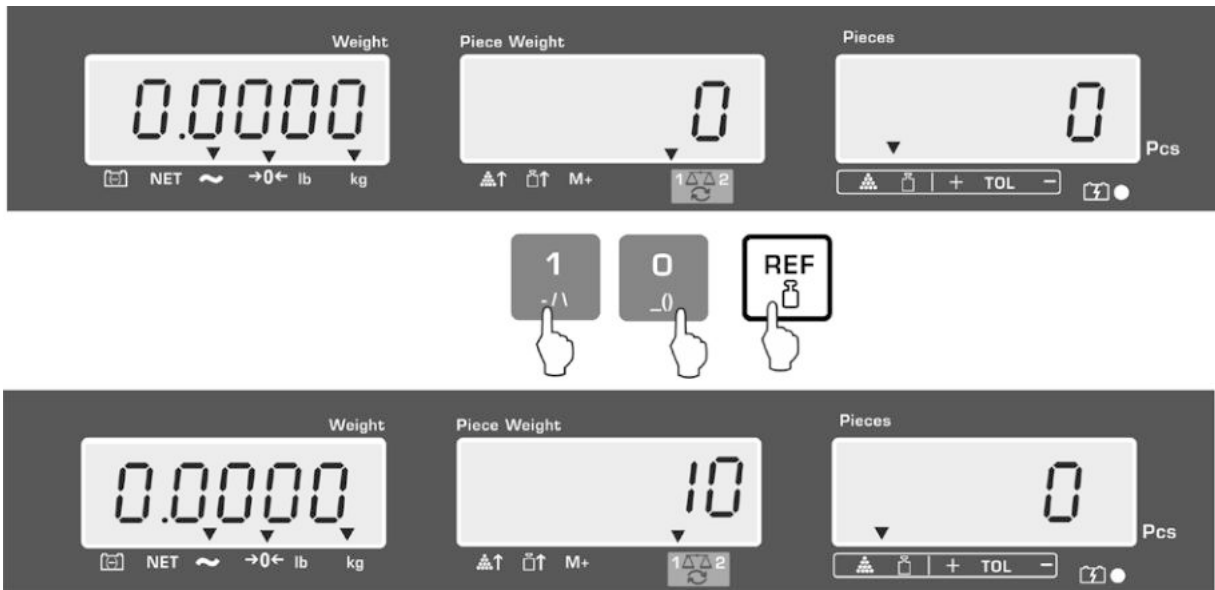 Weight Piece Weight Pieces
0.0000 0 0
Pcs
NET ~ →0← lb kg M+ 1 2 + TOL −
1 0 REF
-/\ _()
Weight Piece Weight Pieces
0.0000 10 0
Pcs
NET ~ →0← lb kg M+ 1 2 + TOL −